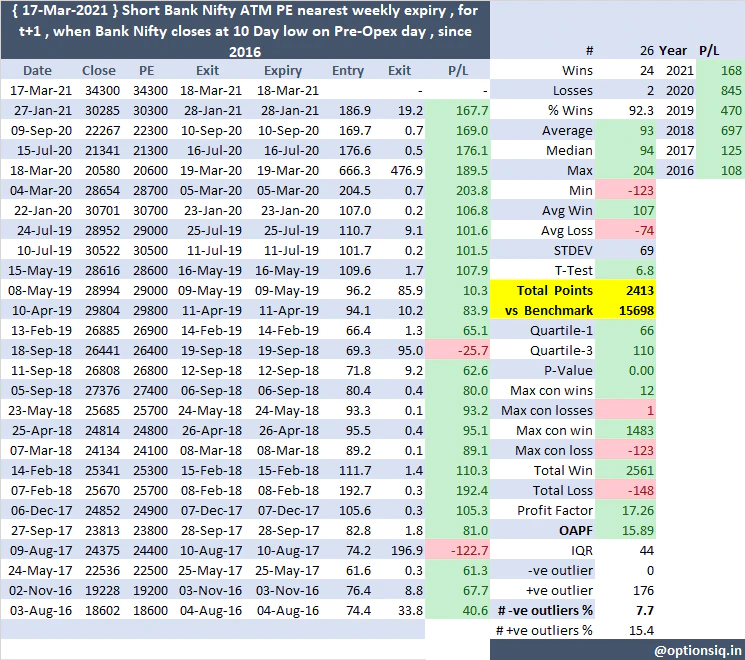 { 17-Mar-2021 } Short Bank Nifty ATM PE nearest weekly expiry , for
t+1 , when Bank Nifty closes at 10 Day low on Pre-Opex day , since
2016
Date Close PE Exit Expiry Entry Exit P/L
17-Mar-21 34300 34300 18-Mar-21 18-Mar-21 - -
27-Jan-21 30285 30300 28-Jan-21 28-Jan-21 186.9 19.2 167.7
09-Sep-20 22267 22300 10-Sep-20 10-Sep-20 169.7 0.7 169.0
15-Jul-20 21341 21300 16-Jul-20 16-Jul-20 176.6 0.5 176.1
18-Mar-20 20580 20600 19-Mar-20 19-Mar-20 666.3 476.9 189.5
04-Mar-20 28654 28700 05-Mar-20 05-Mar-20 204.5 0.7 203.8
22-Jan-20 30701 30700 23-Jan-20 23-Jan-20 107.0 0.2 106.8
24-Jul-19 28952 29000 25-Jul-19 25-Jul-19 110.7 9.1 101.6
10-Jul-19 30522 30500 11-Jul-19 11-Jul-19 101.7 0.2 101.5
15-May-19 28616 28600 16-May-19 16-May-19 109.6 1.7 107.9
08-May-19 28994 29000 09-May-19 09-May-19 96.2 85.9 10.3
10-Apr-19 29804 29800 11-Apr-19 11-Apr-19 94.1 10.2 83.9
13-Feb-19 26885 26900 14-Feb-19 14-Feb-19 66.4 1.3 65.1
18-Sep-18 26441 26400 19-Sep-18 19-Sep-18 69.3 95.0 -25.7
11-Sep-18 26808 26800 12-Sep-18 12-Sep-18 71.8 9.2 62.6
05-Sep-18 27376 27400 06-Sep-18 06-Sep-18 80.4 0.4 80.0
23-May-18 25685 25700 24-May-18 24-May-18 93.3 0.1 93.2
25-Apr-18 24814 24800 26-Apr-18 26-Apr-18 95.5 0.4 95.1
07-Mar-18 24134 24100 08-Mar-18 08-Mar-18 89.2 0.1 89.1
14-Feb-18 25341 25300 15-Feb-18 15-Feb-18 111.7 1.4 110.3
07-Feb-18 25670 25700 08-Feb-18 08-Feb-18 192.7 0.3 192.4
06-Dec-17 24852 24900 07-Dec-17 07-Dec-17 105.6 0.3 105.3
27-Sep-17 23813 23800 28-Sep-17 28-Sep-17 82.8 1.8 81.0
09-Aug-17 24375 24400 10-Aug-17 10-Aug-17 74.2 196.9 -122.7
24-May-17 22536 22500 25-May-17 25-May-17 61.6 0.3 61.3
02-Nov-16 19228 19200 03-Nov-16 03-Nov-16 76.4 8.8 67.7
03-Aug-16 18602 18600 04-Aug-16 04-Aug-16 74.4 33.8 40.6
# 26 Year P/L
Wins 24 2021 168
Losses 2 2020 845
% Wins 92.3 2019 470
Average 93 2018 697
Median 94 2017 125
Max 204 2016 108
Min -123
Avg Win 107
Avg Loss -74
STDEV 69
T-Test 6.8
Total Points 2413
vs Benchmark 15698
Quartile-1 66
Quartile-3 110
P-Value 0.00
Max con wins 12
Max con losses 1
Max con win 1483
Max con loss -123
Total Win 2561
Total Loss -148
Profit Factor 17.26
OAPF 15.89
IQR 44
-ve outlier 0
+ve outlier 176
# -ve outliers % 7.7
# +ve outliers % 15.4
@optionsiq.in